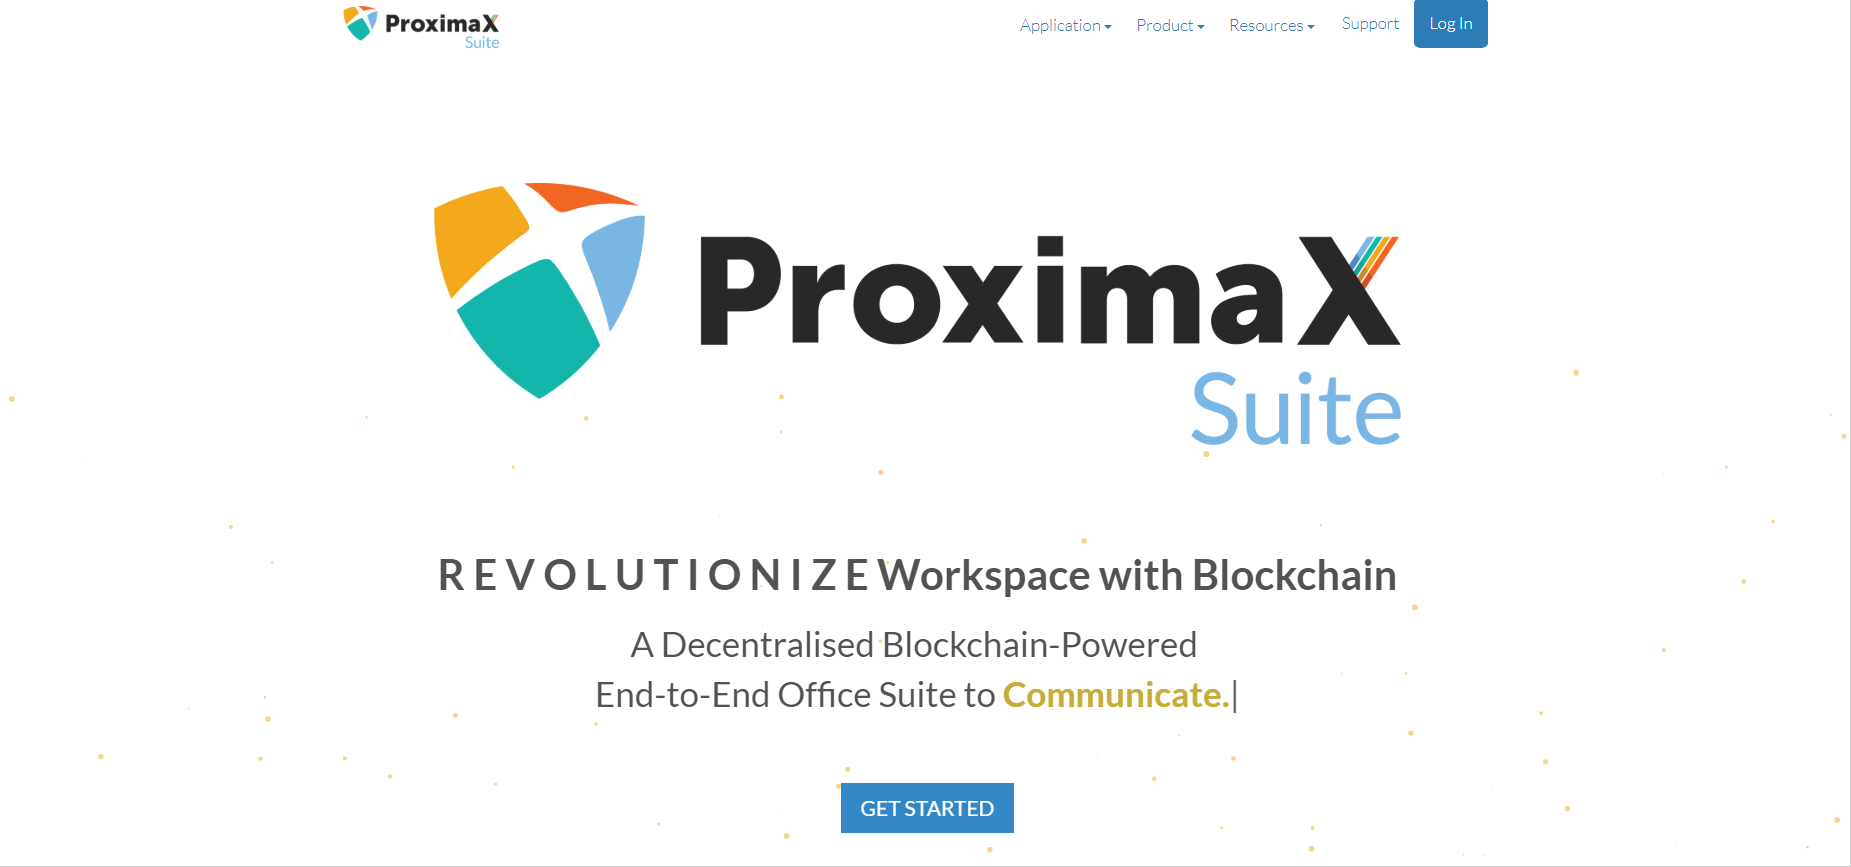 ProximaX
Suite
Application
Product
Resources
Support
Log In
ProximaX
Suite
REVOLUTIONIZE Workspace with Blockchain
A Decentralised Blockchain-Powered
End-to-End Office Suite to Communicate.|
GET STARTED